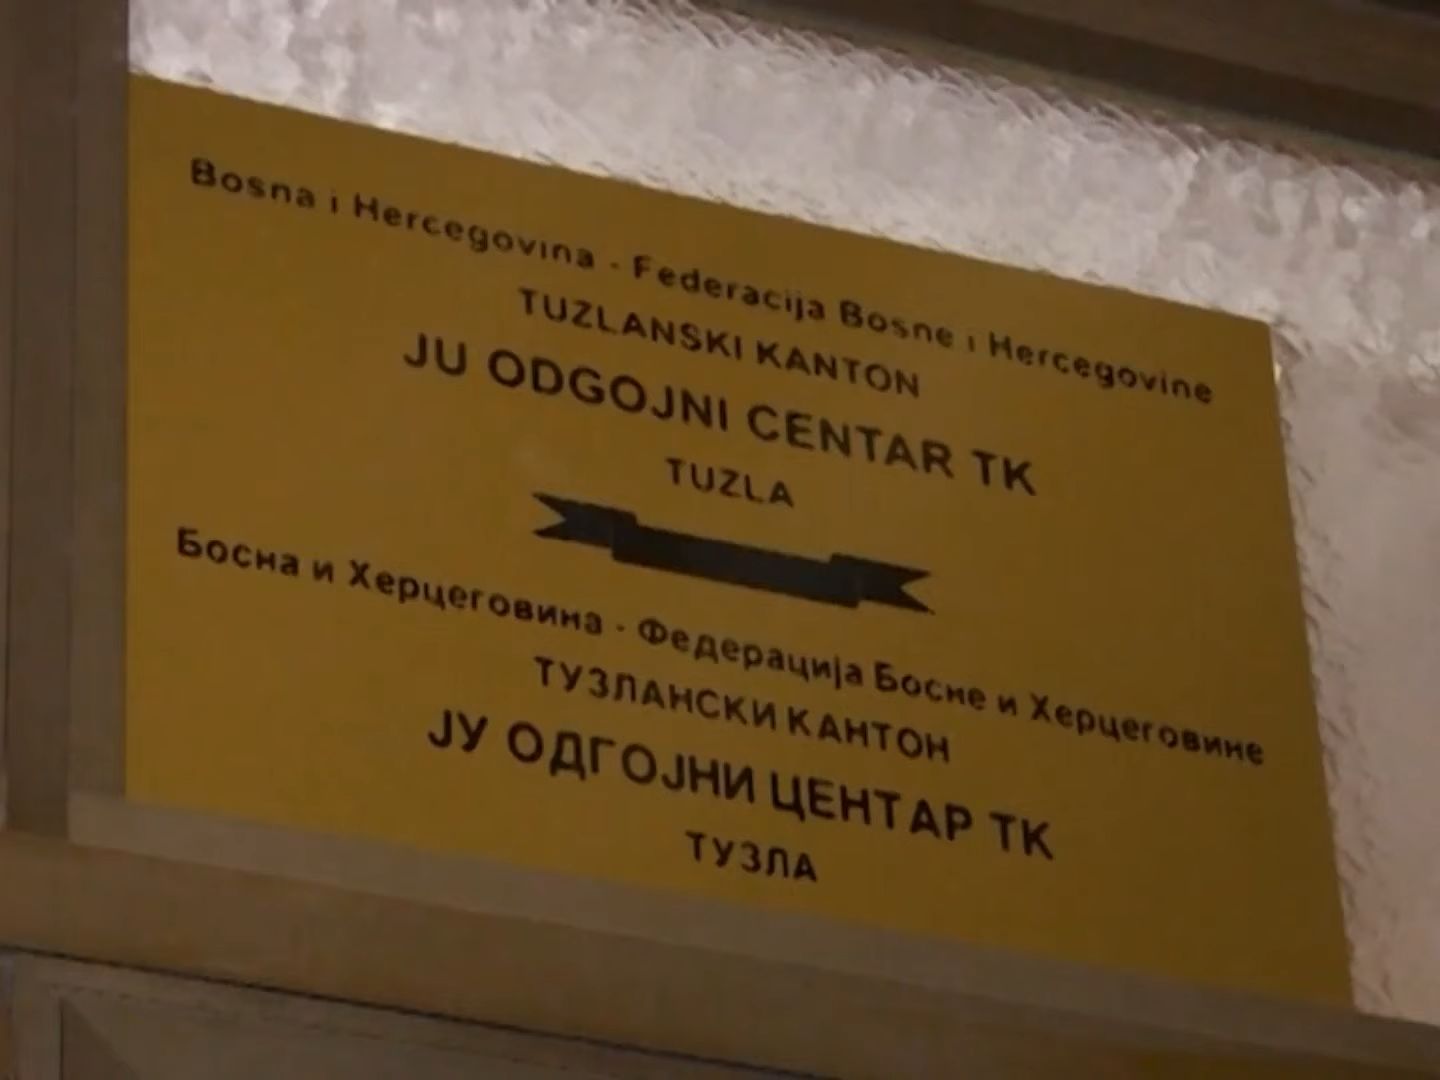 Bosna i Hercegovina - Federacija Bosne i Hercegovine
TUZLANSKI KANTON
JU ODGOJNI CENTAR TK
TUZLA
Босна и Херцеговина - Федерација Босне и Херцеговине
ТУЗЛАНСКИ КАНТОН
ЈУ ОДГОЈНИ ЦЕНТАР ТК
ТУЗЛА